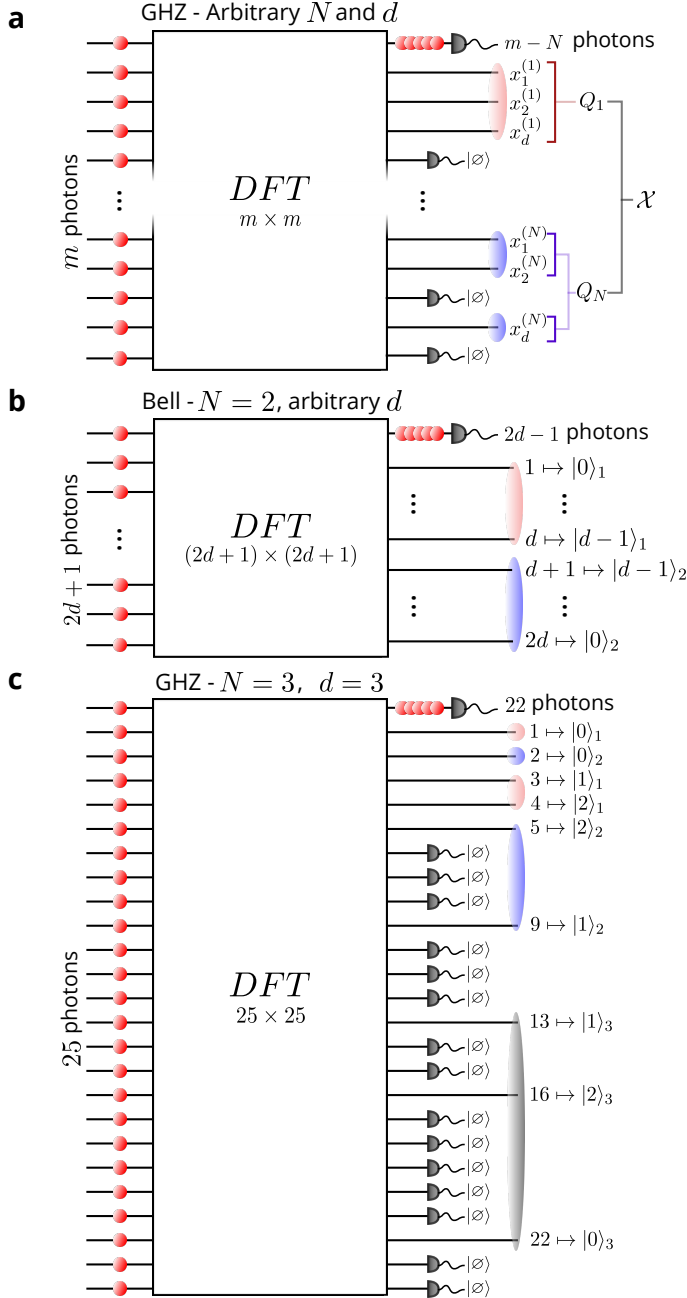 a
GHZ - Arbitrary N and d
m − N photons
x_1^{(1)}
x_2^{(1)}
x_d^{(1)}
Q_1
|∅⟩
m photons
DFT
m × m
𝒳
x_1^{(N)}
x_2^{(N)}
|∅⟩
Q_N
x_d^{(N)}
|∅⟩
b
Bell - N = 2, arbitrary d
2d − 1 photons
1 ↦ |0⟩_1
2d + 1 photons
DFT
(2d + 1) × (2d + 1)
d ↦ |d − 1⟩_1
d + 1 ↦ |d − 1⟩_2
2d ↦ |0⟩_2
c
GHZ - N = 3, d = 3
22 photons
1 ↦ |0⟩_1
2 ↦ |0⟩_2
3 ↦ |1⟩_1
4 ↦ |2⟩_1
5 ↦ |2⟩_2
|∅⟩
|∅⟩
|∅⟩
9 ↦ |1⟩_2
|∅⟩
|∅⟩
|∅⟩
25 photons
DFT
25 × 25
13 ↦ |1⟩_3
|∅⟩
|∅⟩
16 ↦ |2⟩_3
|∅⟩
|∅⟩
|∅⟩
|∅⟩
|∅⟩
22 ↦ |0⟩_3
|∅⟩
|∅⟩